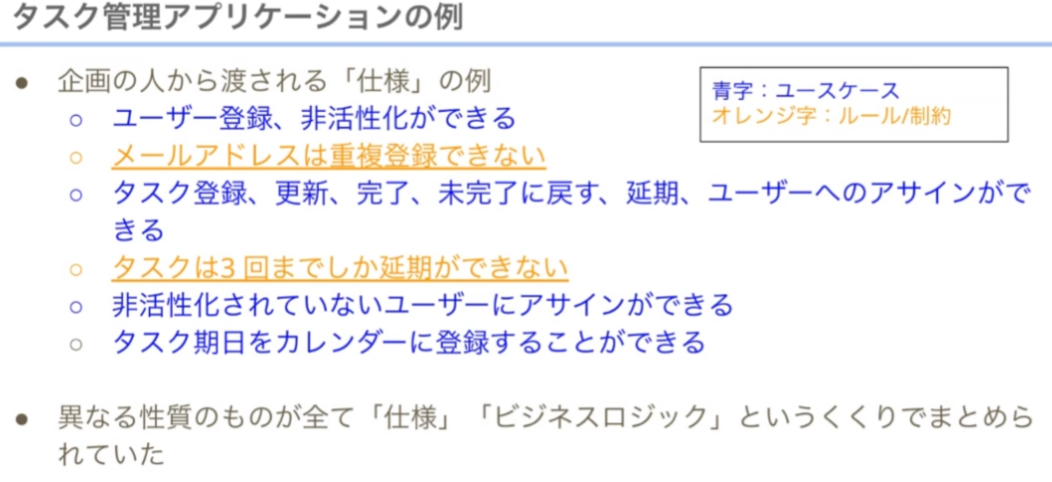 タスク管理アプリケーションの例
● 企画の人から渡される「仕様」の例
青字：ユースケース
オレンジ字：ルール/制約
○ ユーザー登録、非活性化ができる
○ メールアドレスは重複登録できない
○ タスク登録、更新、完了、未完了に戻す、延期、ユーザーへのアサインがで
きる
○ タスクは3 回までしか延期ができない
○ 非活性化されていないユーザーにアサインができる
○ タスク期日をカレンダーに登録することができる
● 異なる性質のものが全て「仕様」「ビジネスロジック」というくくりでまとめら
れていた